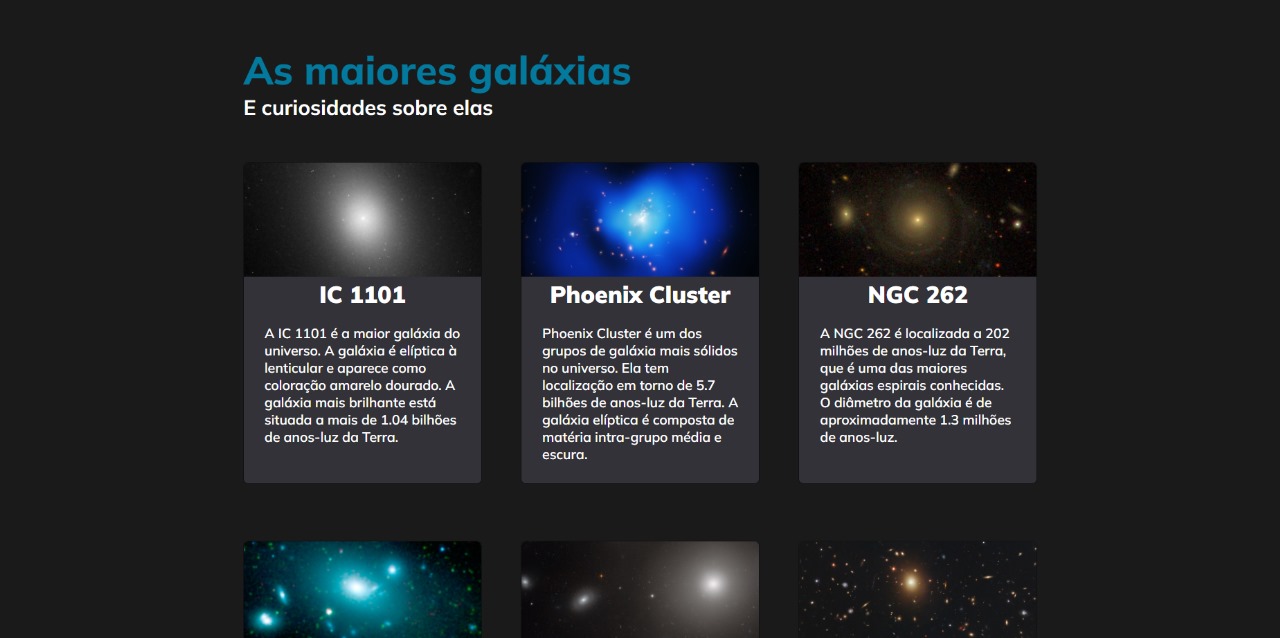 As maiores galáxias
E curiosidades sobre elas
IC 1101
A IC 1101 é a maior galáxia do
universo. A galáxia é elíptica à
lenticular e aparece como
coloração amarelo dourado. A
galáxia mais brilhante está
situada a mais de 1.04 bilhões
de anos-luz da Terra.
Phoenix Cluster
Phoenix Cluster é um dos
grupos de galáxia mais sólidos
no universo. Ela tem
localização em torno de 5.7
bilhões de anos-luz da Terra. A
galáxia elíptica é composta de
matéria intra-grupo média e
escura.
NGC 262
A NGC 262 é localizada a 202
milhões de anos-luz da Terra,
que é uma das maiores
galáxias espirais conhecidas.
O diâmetro da galáxia é de
aproximadamente 1.3 milhões
de anos-luz.